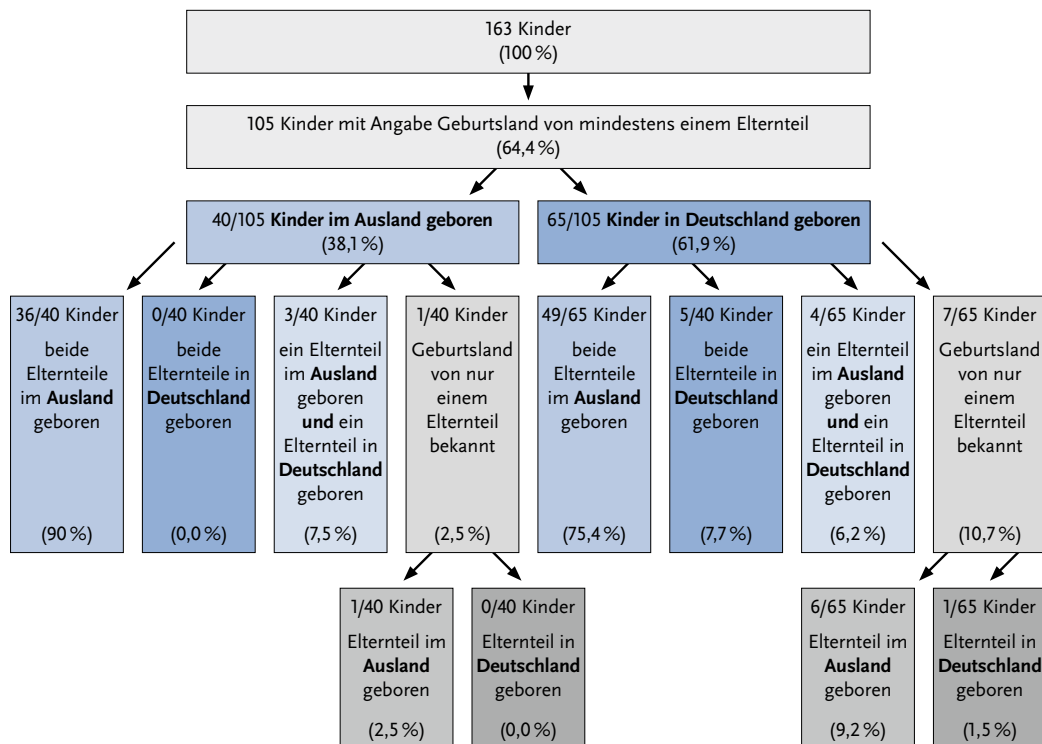 163 Kinder
(100 %)
105 Kinder mit Angabe Geburtsland von mindestens einem Elternteil
(64,4 %)
40/105 Kinder im Ausland geboren
(38,1 %)
65/105 Kinder in Deutschland geboren
(61,9 %)
36/40 Kinder
beide
Elternteile
im Ausland
geboren
(90 %)
0/40 Kinder
beide
Elternteile in
Deutschland
geboren
(0,0 %)
3/40 Kinder
ein Elternteil
im Ausland
geboren
und ein
Elternteil in
Deutschland
geboren
(7,5 %)
1/40 Kinder
Geburtsland
von nur
einem
Elternteil
bekannt
(2,5 %)
49/65 Kinder
beide
Elternteile
im Ausland
geboren
(75,4 %)
5/40 Kinder
beide
Elternteile in
Deutschland
geboren
(7,7 %)
4/65 Kinder
ein Elternteil
im Ausland
geboren
und ein
Elternteil in
Deutschland
geboren
(6,2 %)
7/65 Kinder
Geburtsland
von nur
einem
Elternteil
bekannt
(10,7 %)
1/40 Kinder
Elternteil im
Ausland
geboren
(2,5 %)
0/40 Kinder
Elternteil in
Deutschland
geboren
(0,0 %)
6/65 Kinder
Elternteil im
Ausland
geboren
(9,2 %)
1/65 Kinder
Elternteil in
Deutschland
geboren
(1,5 %)